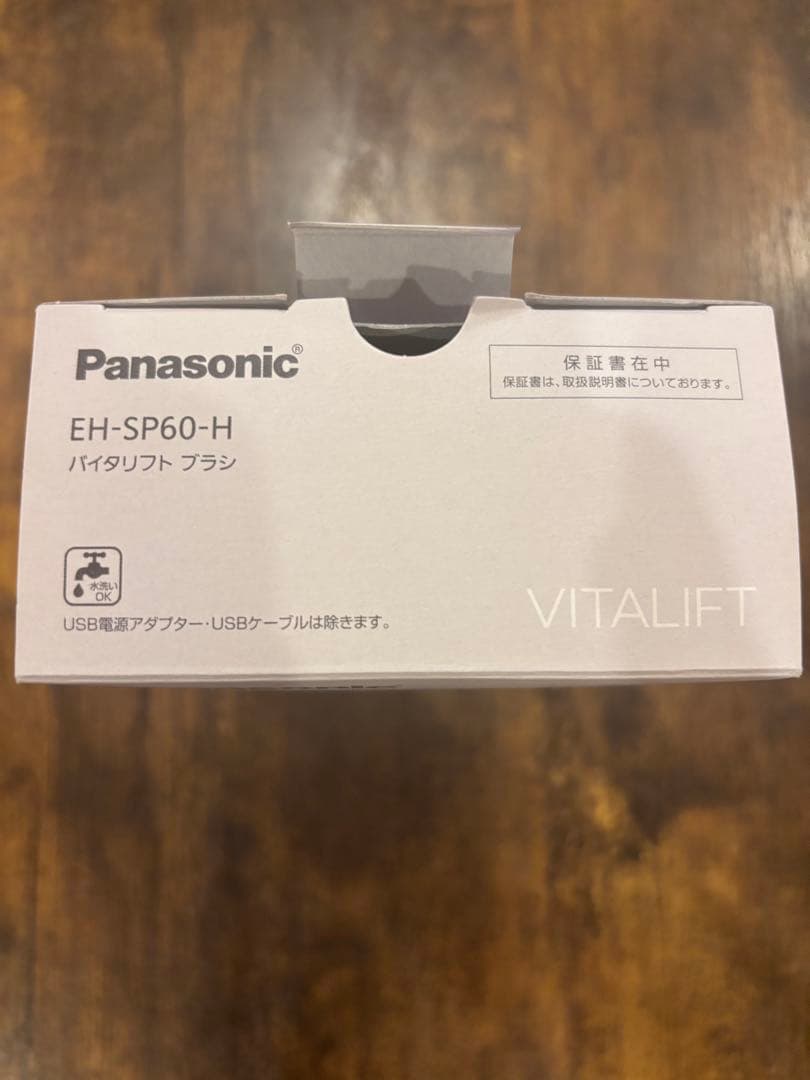 Panasonic®
保証書在中
保証書は、取扱説明書についております。
EH-SP60-H
バイタリフト ブラシ
水洗い
OK
USB電源アダプター・USBケーブルは除きます。
VITALIFT